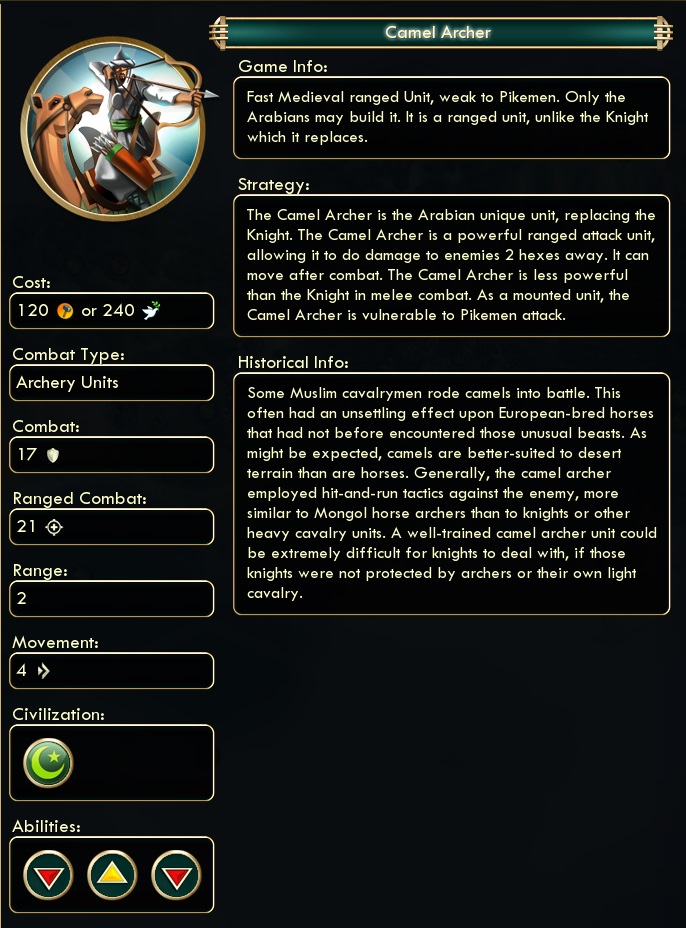 Camel Archer
Game Info:
Fast Medieval ranged Unit, weak to Pikemen. Only the
Arabians may build it. It is a ranged unit, unlike the Knight
which it replaces.
Strategy:
The Camel Archer is the Arabian unique unit, replacing the
Knight. The Camel Archer is a powerful ranged attack unit,
allowing it to do damage to enemies 2 hexes away. It can
move after combat. The Camel Archer is less powerful
than the Knight in melee combat. As a mounted unit, the
Camel Archer is vulnerable to Pikemen attack.
Historical Info:
Some Muslim cavalrymen rode camels into battle. This
often had an unsettling effect upon European-bred horses
that had not before encountered those unusual beasts. As
might be expected, camels are better-suited to desert
terrain than are horses. Generally, the camel archer
employed hit-and-run tactics against the enemy, more
similar to Mongol horse archers than to knights or other
heavy cavalry units. A well-trained camel archer unit could
be extremely difficult for knights to deal with, if those
knights were not protected by archers or their own light
cavalry.
Cost:
120 or 240
Combat Type:
Archery Units
Combat:
17
Ranged Combat:
21
Range:
2
Movement:
4
Civilization:
Abilities: